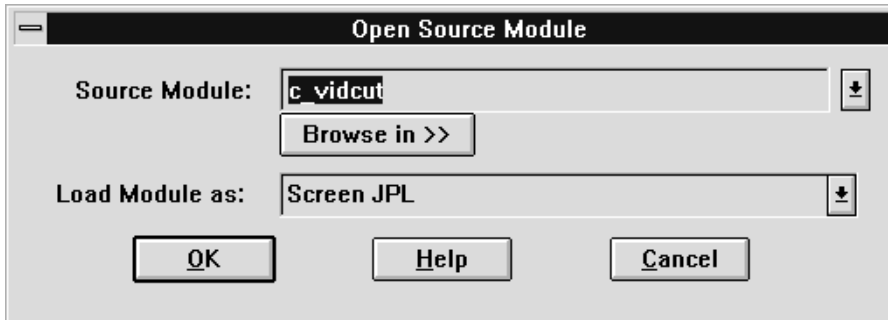 Open Source Module
Source Module: c_vidcut
Browse in >>
Load Module as: Screen JPL
OK Help Cancel